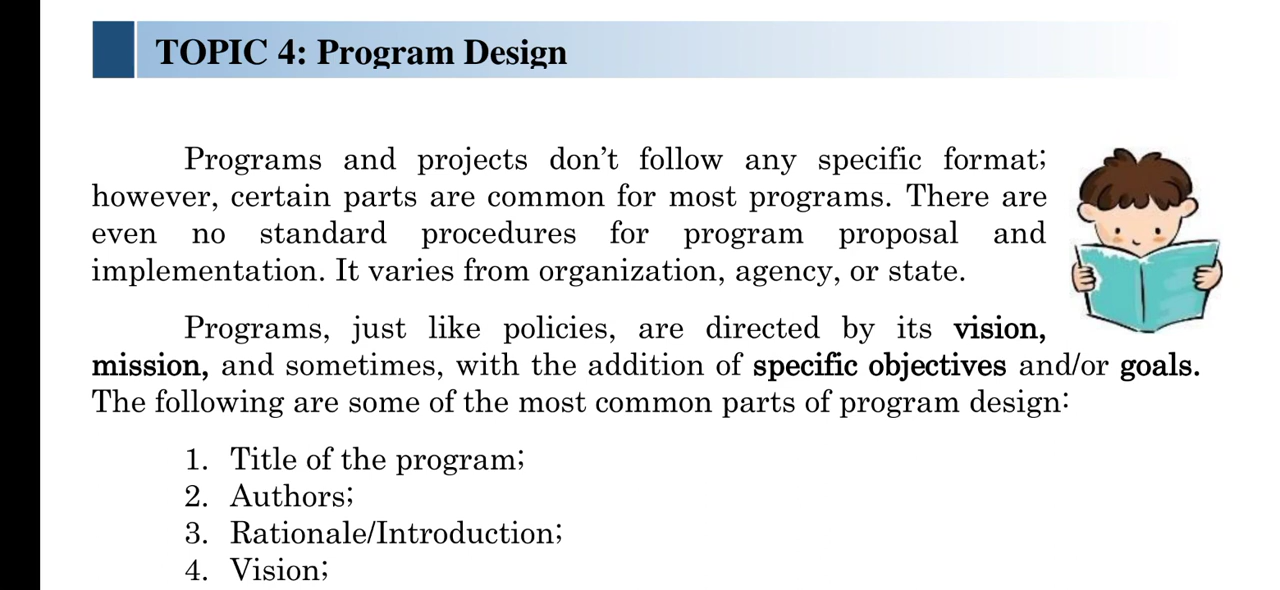 TOPIC 4: Program Design
Programs and projects don't follow any specific format;
however, certain parts are common for most programs. There are
even no standard procedures for program proposal and
implementation. It varies from organization, agency, or state.
Programs, just like policies, are directed by its vision,
mission, and sometimes, with the addition of specific objectives and/or goals.
The following are some of the most common parts of program design:
1. Title of the program;
2. Authors;
3. Rationale/Introduction;
4. Vision;